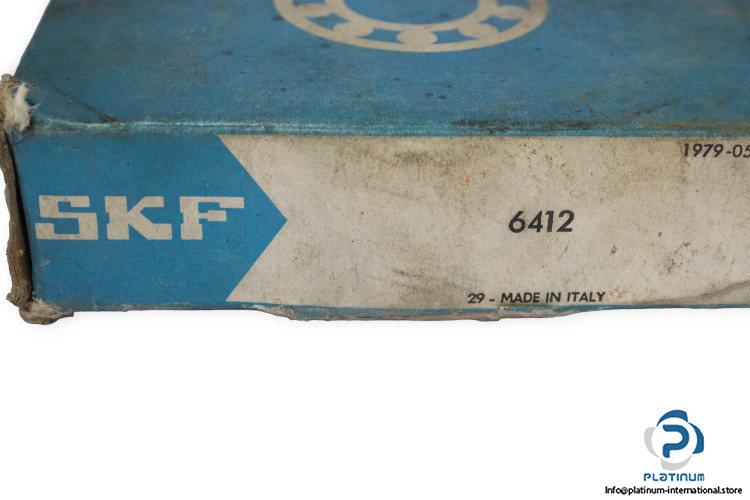 1979-05
SKF
6412
29 - MADE IN ITALY
PLATINUM
Info@platinum-international.store